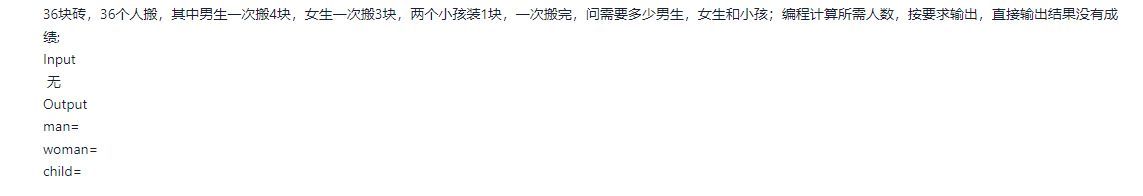 36块砖，36个人搬，其中男生一次搬4块，女生一次搬3块，两个小孩装1块，一次搬完，问需要多少男生，女生和小孩；编程计算所需人数，按要求输出，直接输出结果没有成
绩;
Input
无
Output
man=
woman=
child=